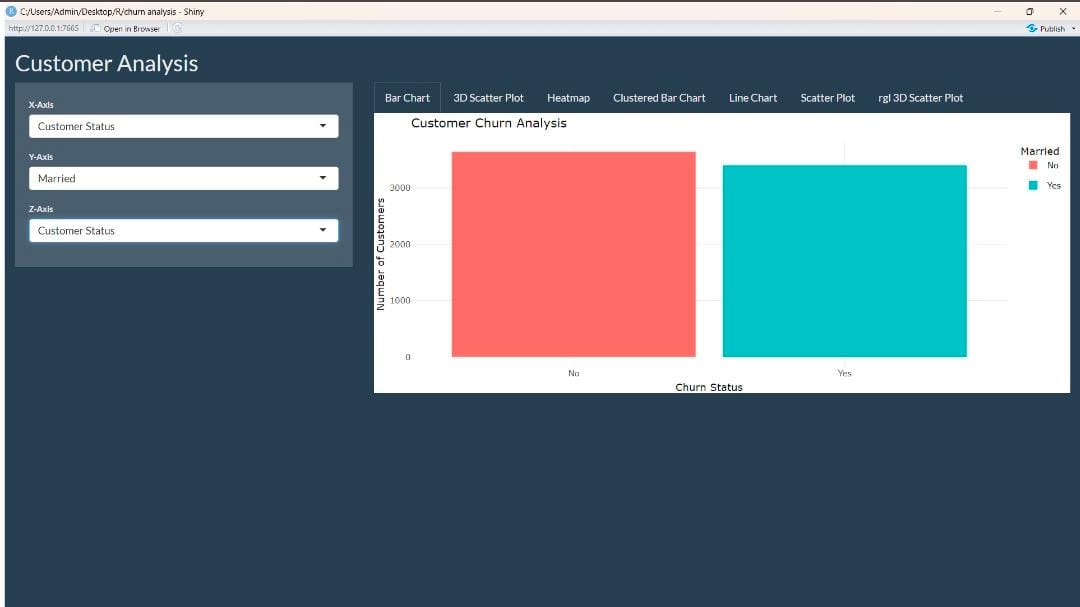 C:/Users/Admin/Desktop/R/churn analysis - Shiny
http://127.0.0.1:7665 Open in Browser Publish
Customer Analysis
X-Axis
Customer Status
Y-Axis
Married
Z-Axis
Customer Status
Bar Chart 3D Scatter Plot Heatmap Clustered Bar Chart Line Chart Scatter Plot rgl 3D Scatter Plot
Customer Churn Analysis
Number of Customers
3000
2000
1000
0
No Yes
Churn Status
Married
No
Yes